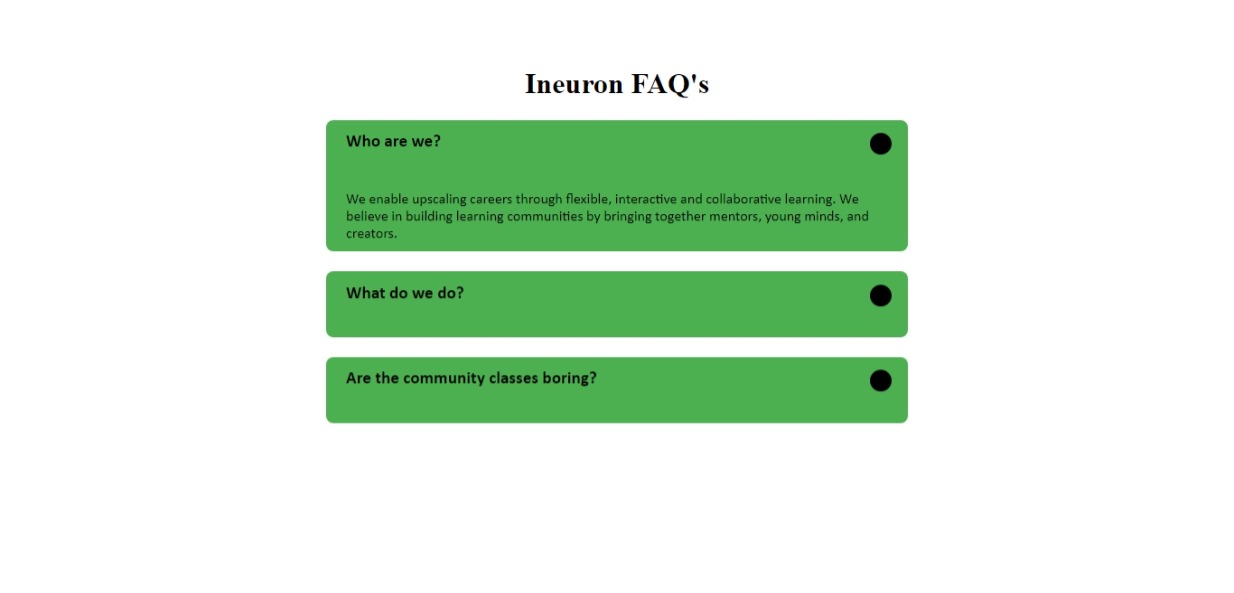 Ineuron FAQ's
Who are we?
We enable upscaling careers through flexible, interactive and collaborative learning. We
believe in building learning communities by bringing together mentors, young minds, and
creators.
What do we do?
Are the community classes boring?